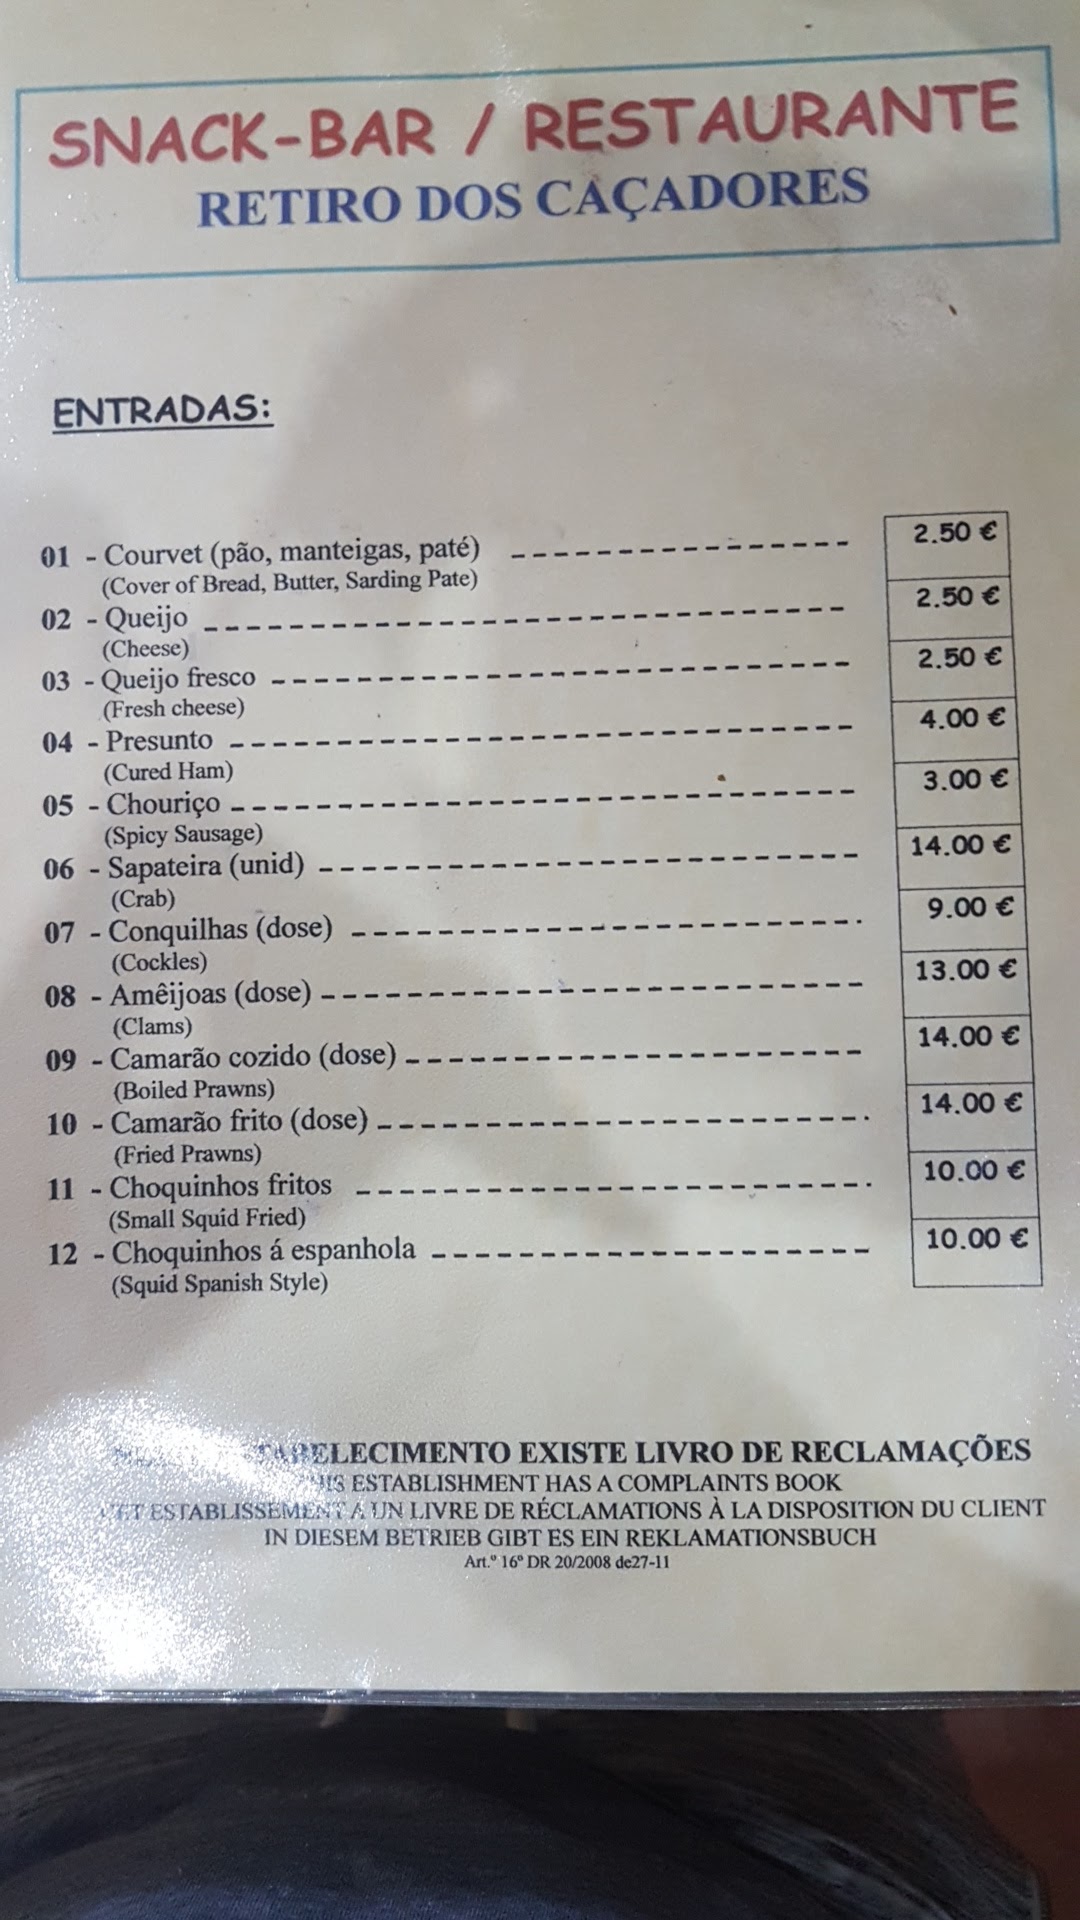 SNACK-BAR / RESTAURANTE
RETIRO DOS CAÇADORES
ENTRADAS:
01 - Courvet (pão, manteigas, paté) 2.50 €
(Cover of Bread, Butter, Sarding Pate)
02 - Queijo 2.50 €
(Cheese)
03 - Queijo fresco 2.50 €
(Fresh cheese)
04 - Presunto 4.00 €
(Cured Ham)
05 - Chouriço 3.00 €
(Spicy Sausage)
06 - Sapateira (unid) 14.00 €
(Crab)
07 - Conquilhas (dose) 9.00 €
(Cockles)
08 - Amêijoas (dose) 13.00 €
(Clams)
09 - Camarão cozido (dose) 14.00 €
(Boiled Prawns)
10 - Camarão frito (dose) 14.00 €
(Fried Prawns)
11 - Choquinhos fritos 10.00 €
(Small Squid Fried)
12 - Choquinhos á espanhola 10.00 €
(Squid Spanish Style)
EXISTE LIVRO DE RECLAMAÇÕES
ESTABLISHMENT HAS A COMPLAINTS BOOK
ETABLISSEMENT A UN LIVRE DE RÉCLAMATIONS À LA DISPOSITION DU CLIENT
IN DIESEM BETRIEB GIBT ES EIN REKLAMATIONSBUCH
Art.º 16º DR 20/2008 de27-11